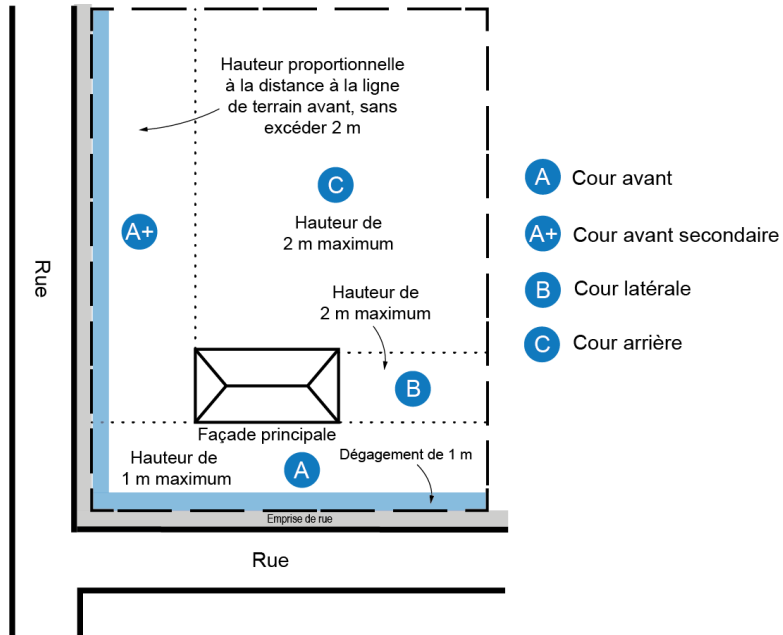 Hauteur proportionnelle
à la distance à la ligne
de terrain avant, sans
excéder 2 m
C
A+
Hauteur de
2 m maximum
Rue
Hauteur de
2 m maximum
B
Façade principale
Hauteur de
1 m maximum
A
Dégagement de 1 m
Emprise de rue
Rue
A Cour avant
A+ Cour avant secondaire
B Cour latérale
C Cour arrière